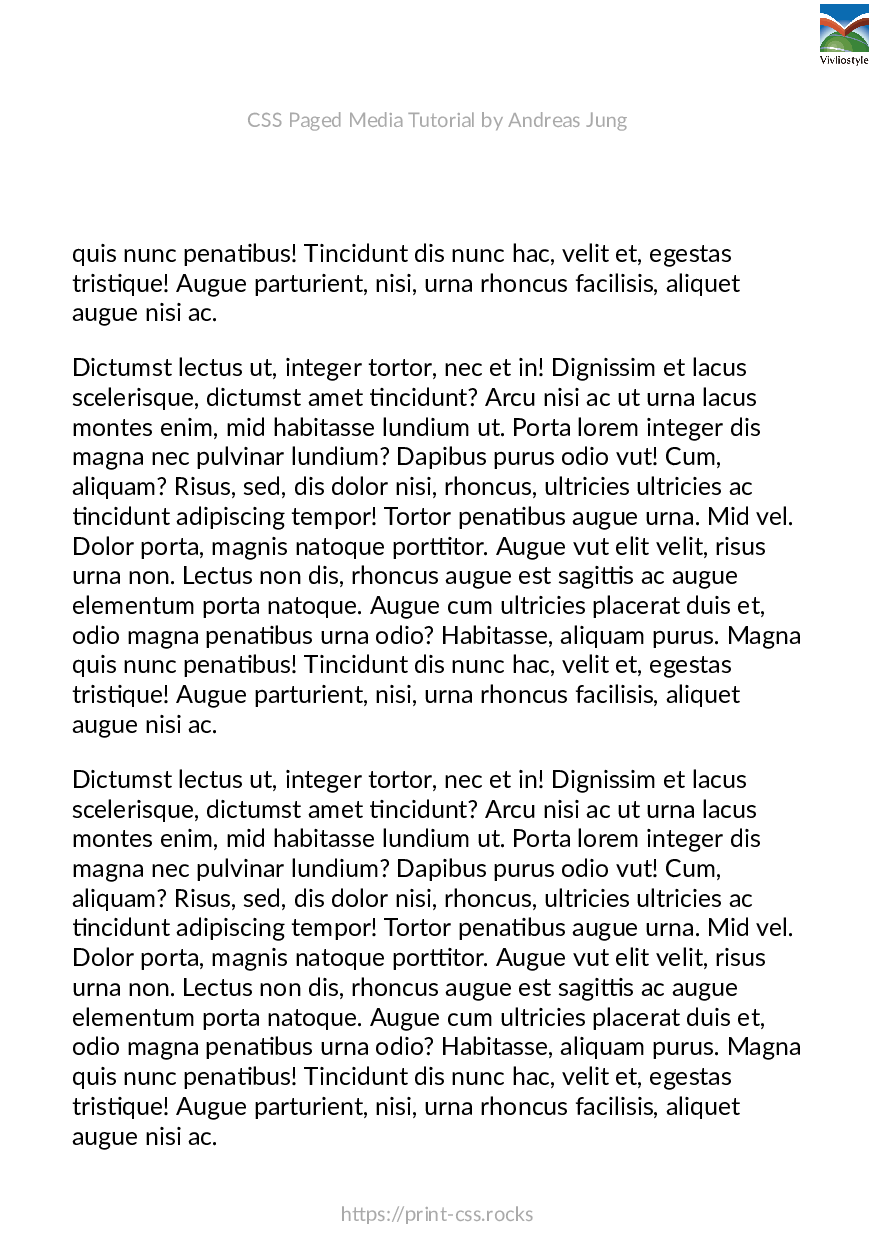 Vivliostyle
CSS Paged Media Tutorial by Andreas Jung
quis nunc penatibus! Tincidunt dis nunc hac, velit et, egestas
tristique! Augue parturient, nisi, urna rhoncus facilisis, aliquet
augue nisi ac.
Dictumst lectus ut, integer tortor, nec et in! Dignissim et lacus
scelerisque, dictumst amet tincidunt? Arcu nisi ac ut urna lacus
montes enim, mid habitasse lundium ut. Porta lorem integer dis
magna nec pulvinar lundium? Dapibus purus odio vut! Cum,
aliquam? Risus, sed, dis dolor nisi, rhoncus, ultricies ultricies ac
tincidunt adipiscing tempor! Tortor penatibus augue urna. Mid vel.
Dolor porta, magnis natoque porttitor. Augue vut elit velit, risus
urna non. Lectus non dis, rhoncus augue est sagittis ac augue
elementum porta natoque. Augue cum ultricies placerat duis et,
odio magna penatibus urna odio? Habitasse, aliquam purus. Magna
quis nunc penatibus! Tincidunt dis nunc hac, velit et, egestas
tristique! Augue parturient, nisi, urna rhoncus facilisis, aliquet
augue nisi ac.
Dictumst lectus ut, integer tortor, nec et in! Dignissim et lacus
scelerisque, dictumst amet tincidunt? Arcu nisi ac ut urna lacus
montes enim, mid habitasse lundium ut. Porta lorem integer dis
magna nec pulvinar lundium? Dapibus purus odio vut! Cum,
aliquam? Risus, sed, dis dolor nisi, rhoncus, ultricies ultricies ac
tincidunt adipiscing tempor! Tortor penatibus augue urna. Mid vel.
Dolor porta, magnis natoque porttitor. Augue vut elit velit, risus
urna non. Lectus non dis, rhoncus augue est sagittis ac augue
elementum porta natoque. Augue cum ultricies placerat duis et,
odio magna penatibus urna odio? Habitasse, aliquam purus. Magna
quis nunc penatibus! Tincidunt dis nunc hac, velit et, egestas
tristique! Augue parturient, nisi, urna rhoncus facilisis, aliquet
augue nisi ac.
https://print-css.rocks